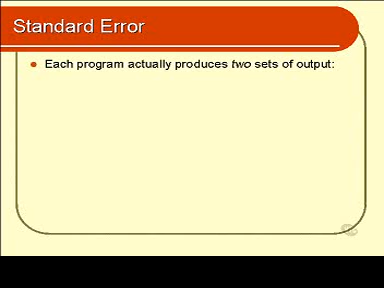 Standard Error
Each program actually produces two sets of output: